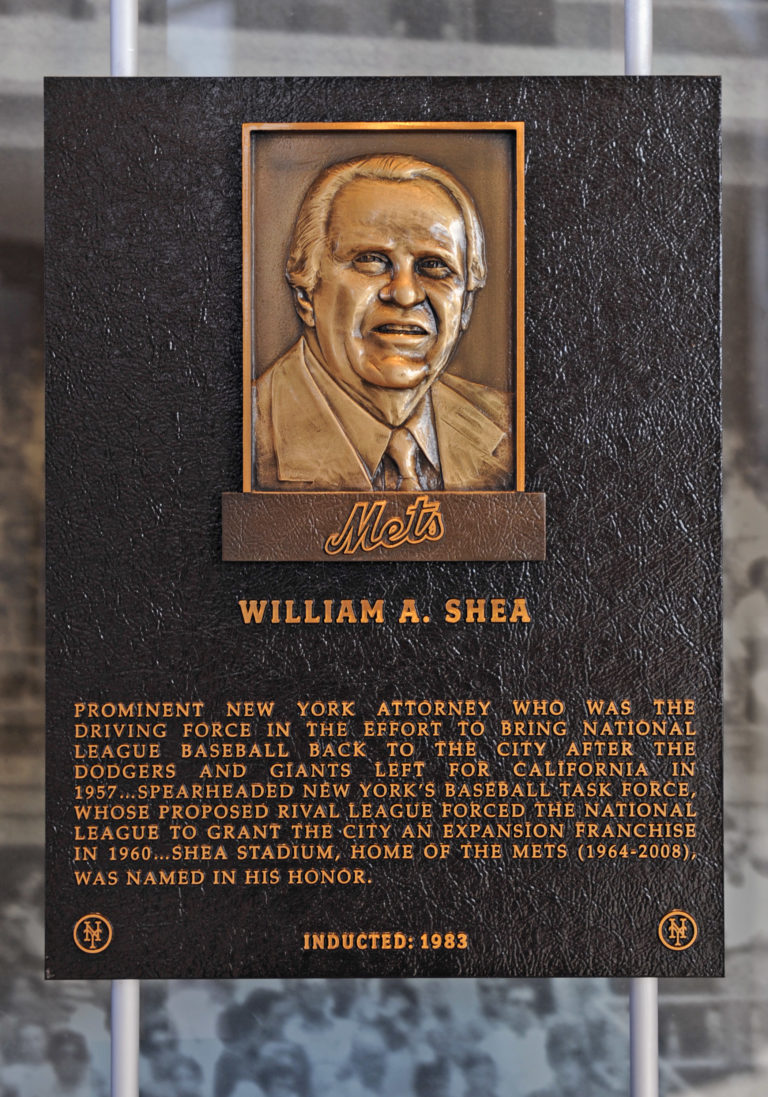 Mets
WILLIAM A. SHEA
PROMINENT NEW YORK ATTORNEY WHO WAS THE
DRIVING FORCE IN THE EFFORT TO BRING NATIONAL
LEAGUE BASEBALL BACK TO THE CITY AFTER THE
DODGERS AND GIANTS LEFT FOR CALIFORNIA IN
1957...SPEARHEADED NEW YORK'S BASEBALL TASK FORCE,
WHOSE PROPOSED RIVAL LEAGUE FORCED THE NATIONAL
LEAGUE TO GRANT THE CITY AN EXPANSION FRANCHISE
IN 1960...SHEA STADIUM, HOME OF THE METS (1964-2008),
WAS NAMED IN HIS HONOR.
NY INDUCTED: 1983 NY